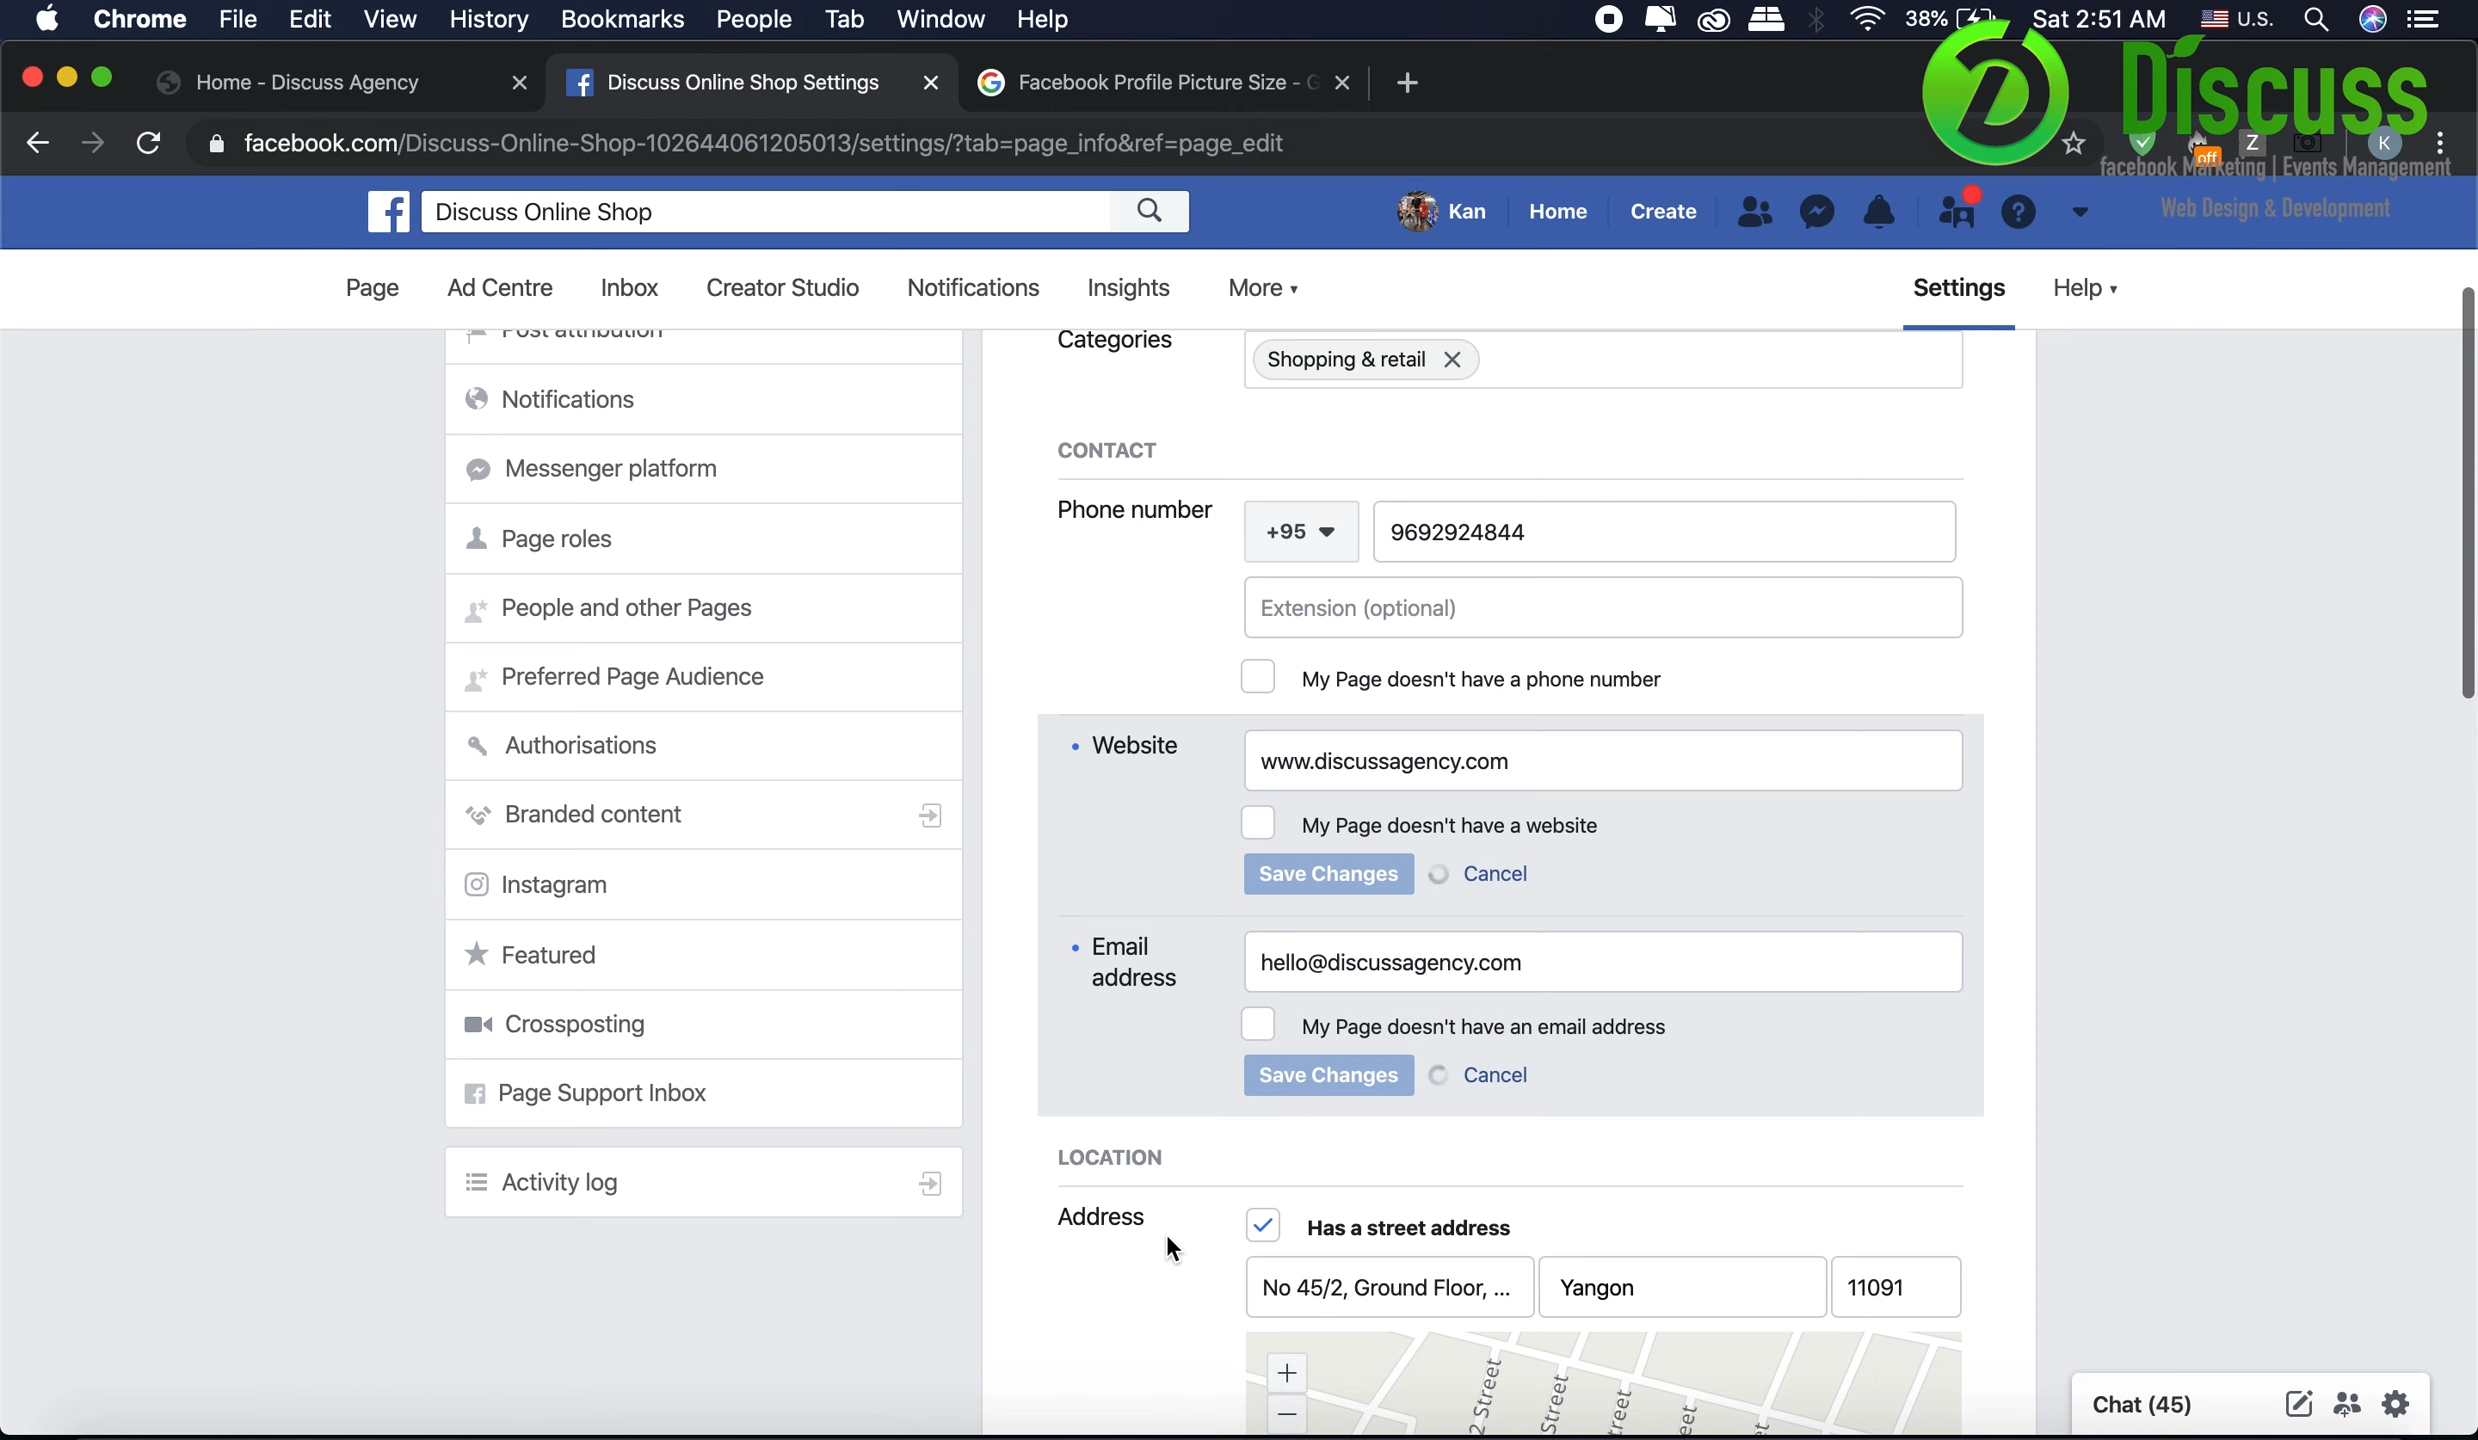 Chrome File Edit View History Bookmarks People Tab Window Help 38% Sat 2:51 AM U.S.
Home - Discuss Agency Discuss Online Shop Settings Facebook Profile Picture Size - G
Discuss
facebook.com/Discuss-Online-Shop-102644061205013/settings/?tab=page_info&ref=page_edit off Z K
facebook Marketing | Events Management
Web Design & Development
Discuss Online Shop Kan Home Create
Page Ad Centre Inbox Creator Studio Notifications Insights More Settings Help
Post attribution
Notifications
Messenger platform
Page roles
People and other Pages
Preferred Page Audience
Authorisations
Branded content
Instagram
Featured
Crossposting
Page Support Inbox
Activity log
Categories Shopping & retail
CONTACT
Phone number +95 9692924844
Extension (optional)
My Page doesn't have a phone number
Website www.discussagency.com
My Page doesn't have a website
Save Changes Cancel
Email address hello@discussagency.com
My Page doesn't have an email address
Save Changes Cancel
LOCATION
Address Has a street address
No 45/2, Ground Floor, ... Yangon 11091
2 Street
Street
Chat (45)